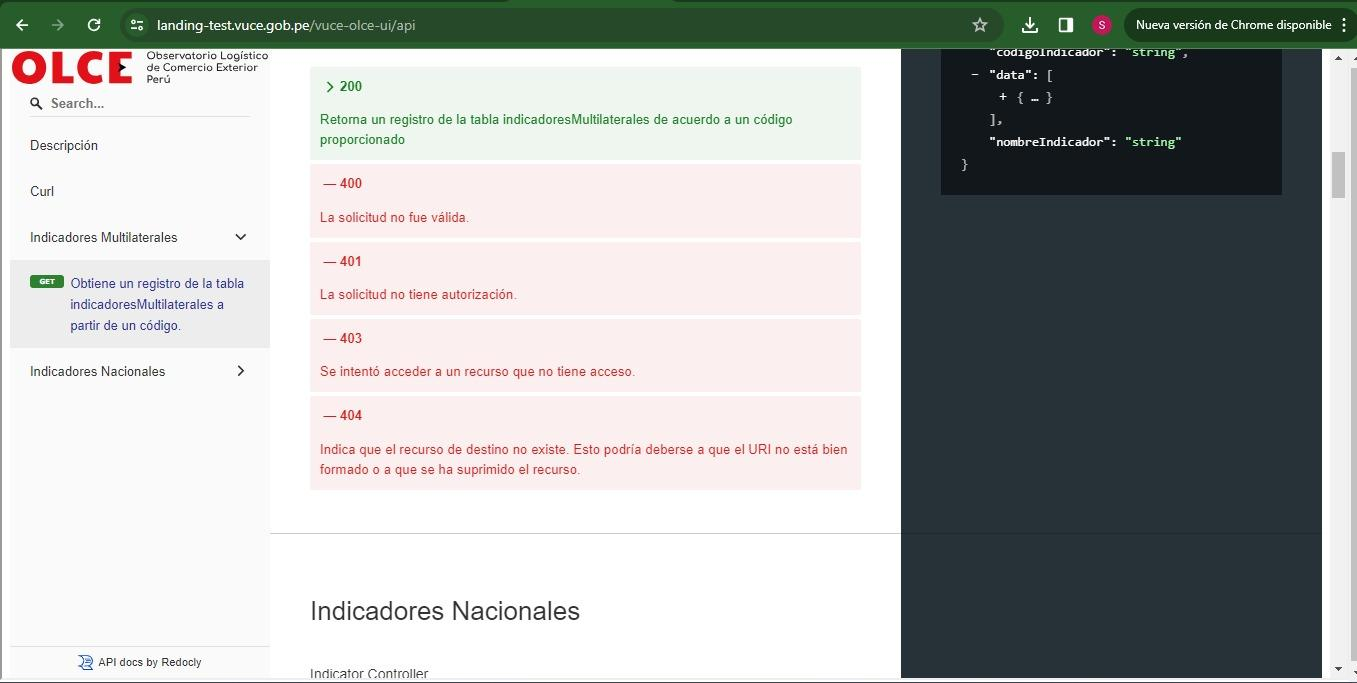 landing-test.vuce.gob.pe/vuce-olce-ui/api
S
Nueva versión de Chrome disponible
OLCE
Observatorio Logístico
de Comercio Exterior
Perú
Search...
Descripción
Curl
Indicadores Multilaterales
GET
Obtiene un registro de la tabla
indicadoresMultilaterales a
partir de un código.
Indicadores Nacionales
API docs by Redocly
200
Retorna un registro de la tabla indicadoresMultilaterales de acuerdo a un código
proporcionado
— 400
La solicitud no fue válida.
— 401
La solicitud no tiene autorización.
— 403
Se intentó acceder a un recurso que no tiene acceso.
— 404
Indica que el recurso de destino no existe. Esto podría deberse a que el URI no está bien
formado o a que se ha suprimido el recurso.
Indicadores Nacionales
Indicator Controller
"codigoIndicador": "string",
− "data": [
+ { … }
],
"nombreIndicador": "string"
}